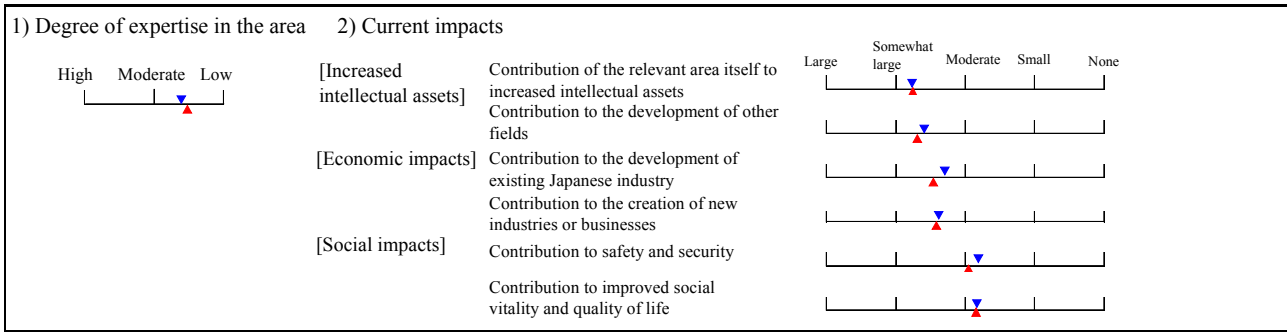 1) Degree of expertise in the area 2) Current impacts
High Moderate Low
Large Somewhat large Moderate Small None
[Increased intellectual assets]
Contribution of the relevant area itself to
increased intellectual assets
Contribution to the development of other
fields
[Economic impacts]
Contribution to the development of
existing Japanese industry
Contribution to the creation of new
industries or businesses
[Social impacts]
Contribution to safety and security
Contribution to improved social
vitality and quality of life